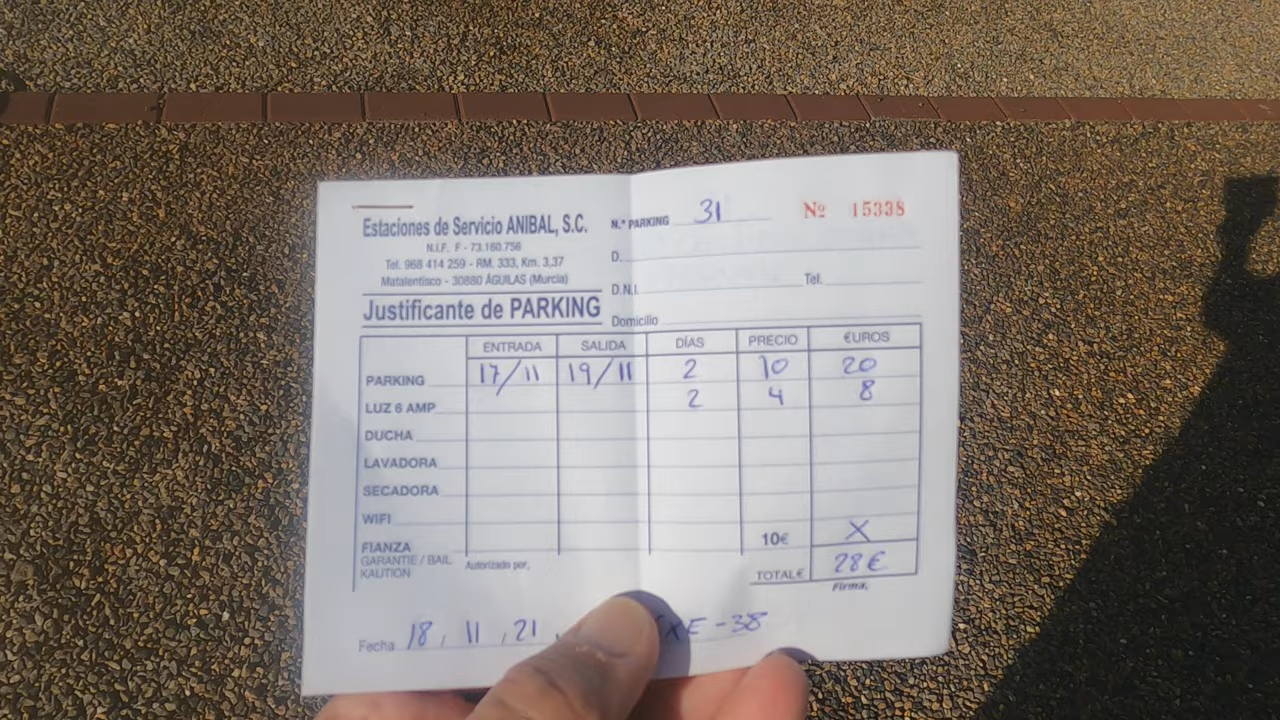 Estaciones de Servicio ANIBAL, S.C.
N.I.F. F - 73.160.756
Tel. 968 414 259 - RM. 333, Km. 3,37
Matalentisco - 30880 ÁGUILAS (Murcia)
Justificante de PARKING
N.º PARKING 31
Nº 15338
D.
D.N.I. Tel.
Domicilio
ENTRADA SALIDA DÍAS PRECIO €UROS
PARKING 17/11 19/11 2 10 20
LUZ 6 AMP 2 4 8
DUCHA
LAVADORA
SECADORA
WIFI
FIANZA 10€ X
GARANTIE / BAIL
KAUTION
Autorizado por,
TOTAL€ 28€
Firma,
Fecha 18, 11, 21, XE-38